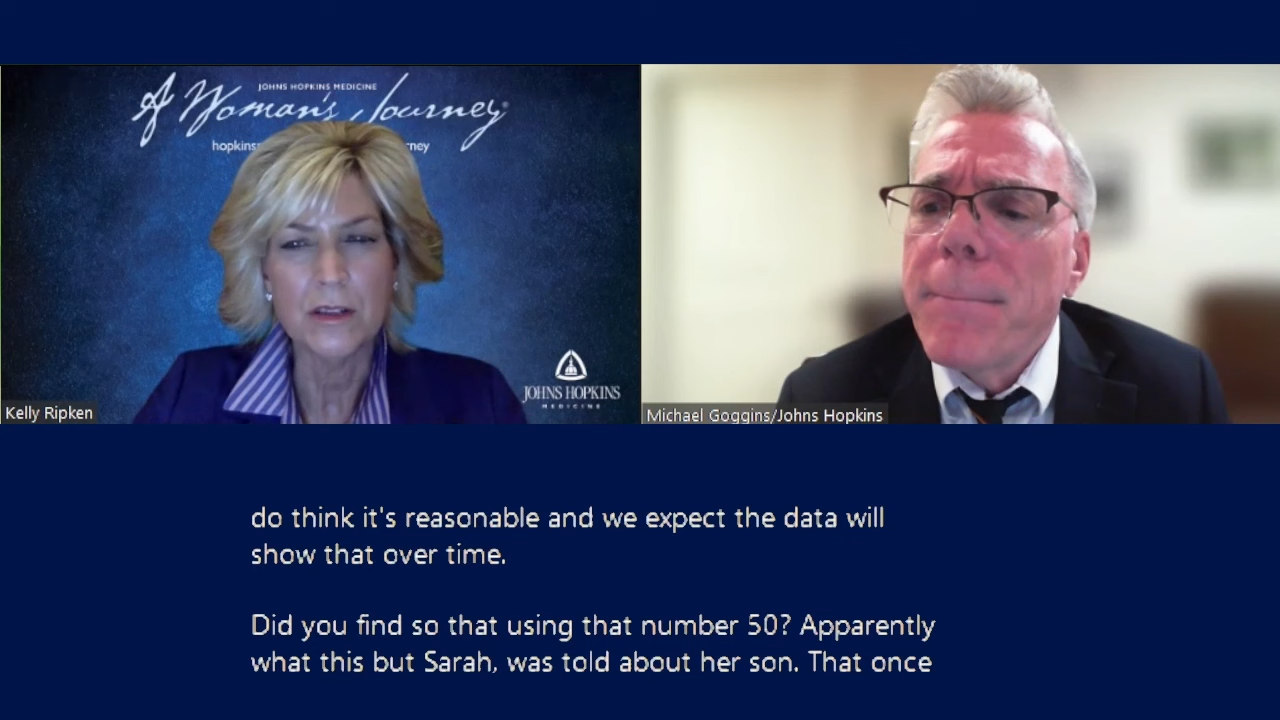 JOHNS HOPKINS MEDICINE
A Woman's Journey®
hopkins rney
JOHNS HOPKINS
MEDICINE
Kelly Ripken
Michael Goggins/Johns Hopkins
do think it's reasonable and we expect the data will
show that over time.
Did you find so that using that number 50? Apparently
what this but Sarah, was told about her son. That once